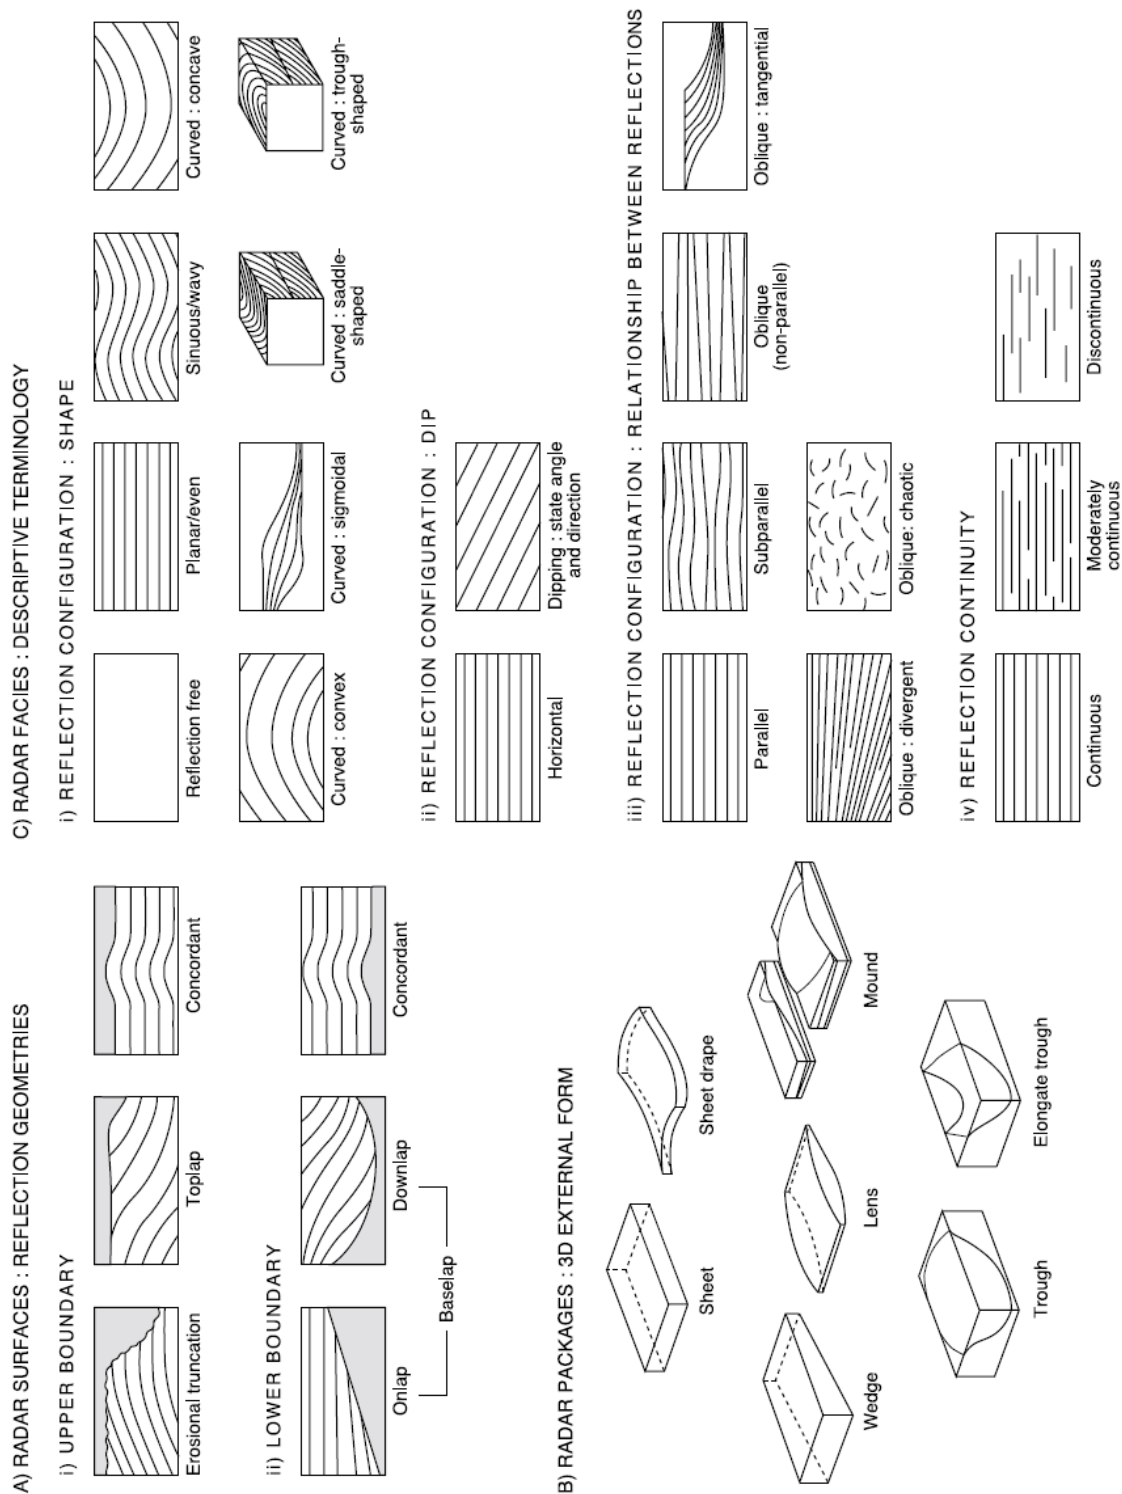 A) RADAR SURFACES : REFLECTION GEOMETRIES
i) UPPER BOUNDARY
Erosional truncation
Toplap
Concordant
ii) LOWER BOUNDARY
Onlap
Downlap
Concordant
Baselap
B) RADAR PACKAGES : 3D EXTERNAL FORM
Sheet
Sheet drape
Wedge
Lens
Mound
Trough
Elongate trough
C) RADAR FACIES : DESCRIPTIVE TERMINOLOGY
i) REFLECTION CONFIGURATION : SHAPE
Reflection free
Planar/even
Sinuous/wavy
Curved : concave
Curved : convex
Curved : sigmoidal
Curved : saddle-
shaped
Curved : trough-
shaped
ii) REFLECTION CONFIGURATION : DIP
Horizontal
Dipping : state angle
and direction
iii) REFLECTION CONFIGURATION : RELATIONSHIP BETWEEN REFLECTIONS
Parallel
Subparallel
Oblique
(non-parallel)
Oblique : tangential
Oblique : divergent
Oblique: chaotic
iv) REFLECTION CONTINUITY
Continuous
Moderately
continuous
Discontinuous